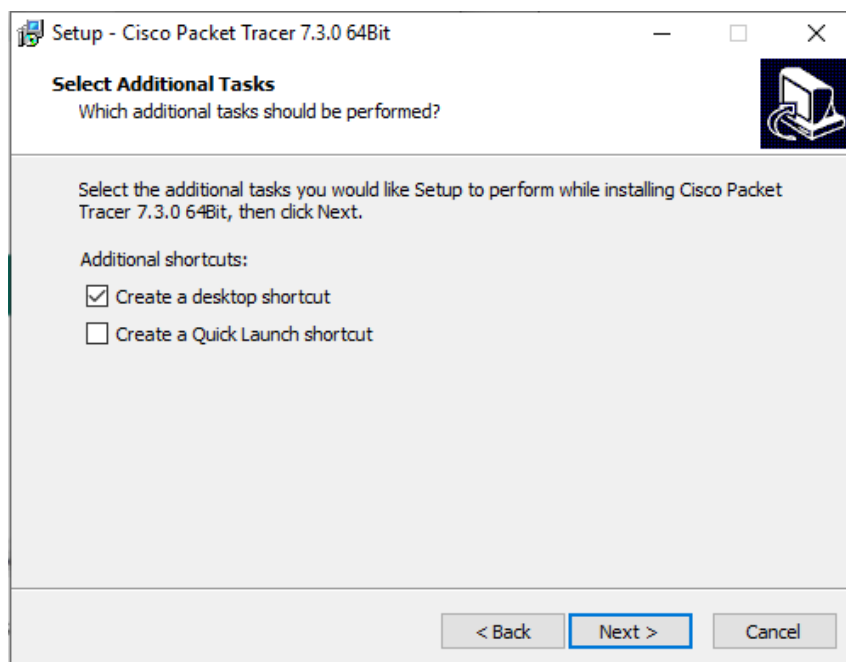 Setup - Cisco Packet Tracer 7.3.0 64Bit
Select Additional Tasks
Which additional tasks should be performed?
Select the additional tasks you would like Setup to perform while installing Cisco Packet
Tracer 7.3.0 64Bit, then click Next.
Additional shortcuts:
Create a desktop shortcut
Create a Quick Launch shortcut
< Back Next > Cancel